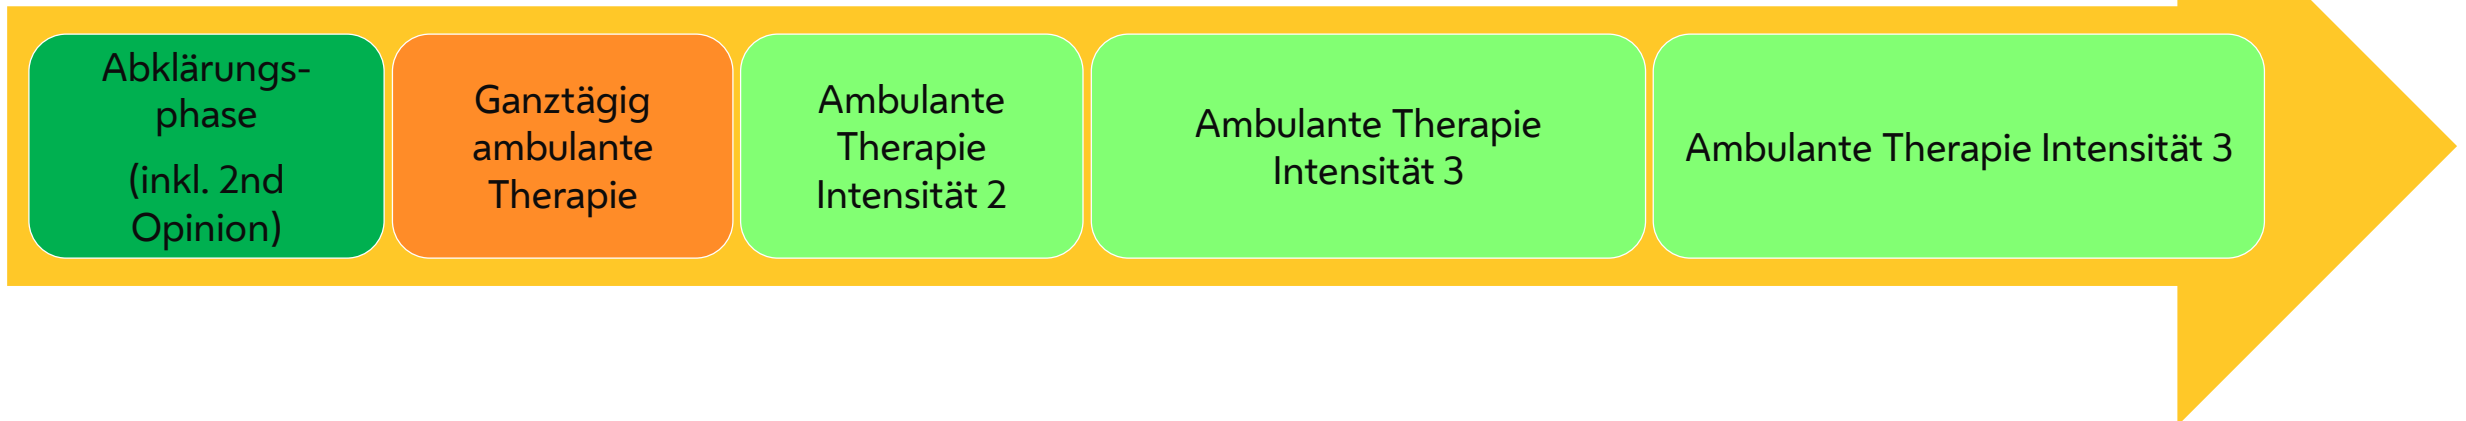 Abklärungs-
phase
(inkl. 2nd
Opinion)
Ganztägig
ambulante
Therapie
Ambulante
Therapie
Intensität 2
Ambulante Therapie
Intensität 3
Ambulante Therapie Intensität 3